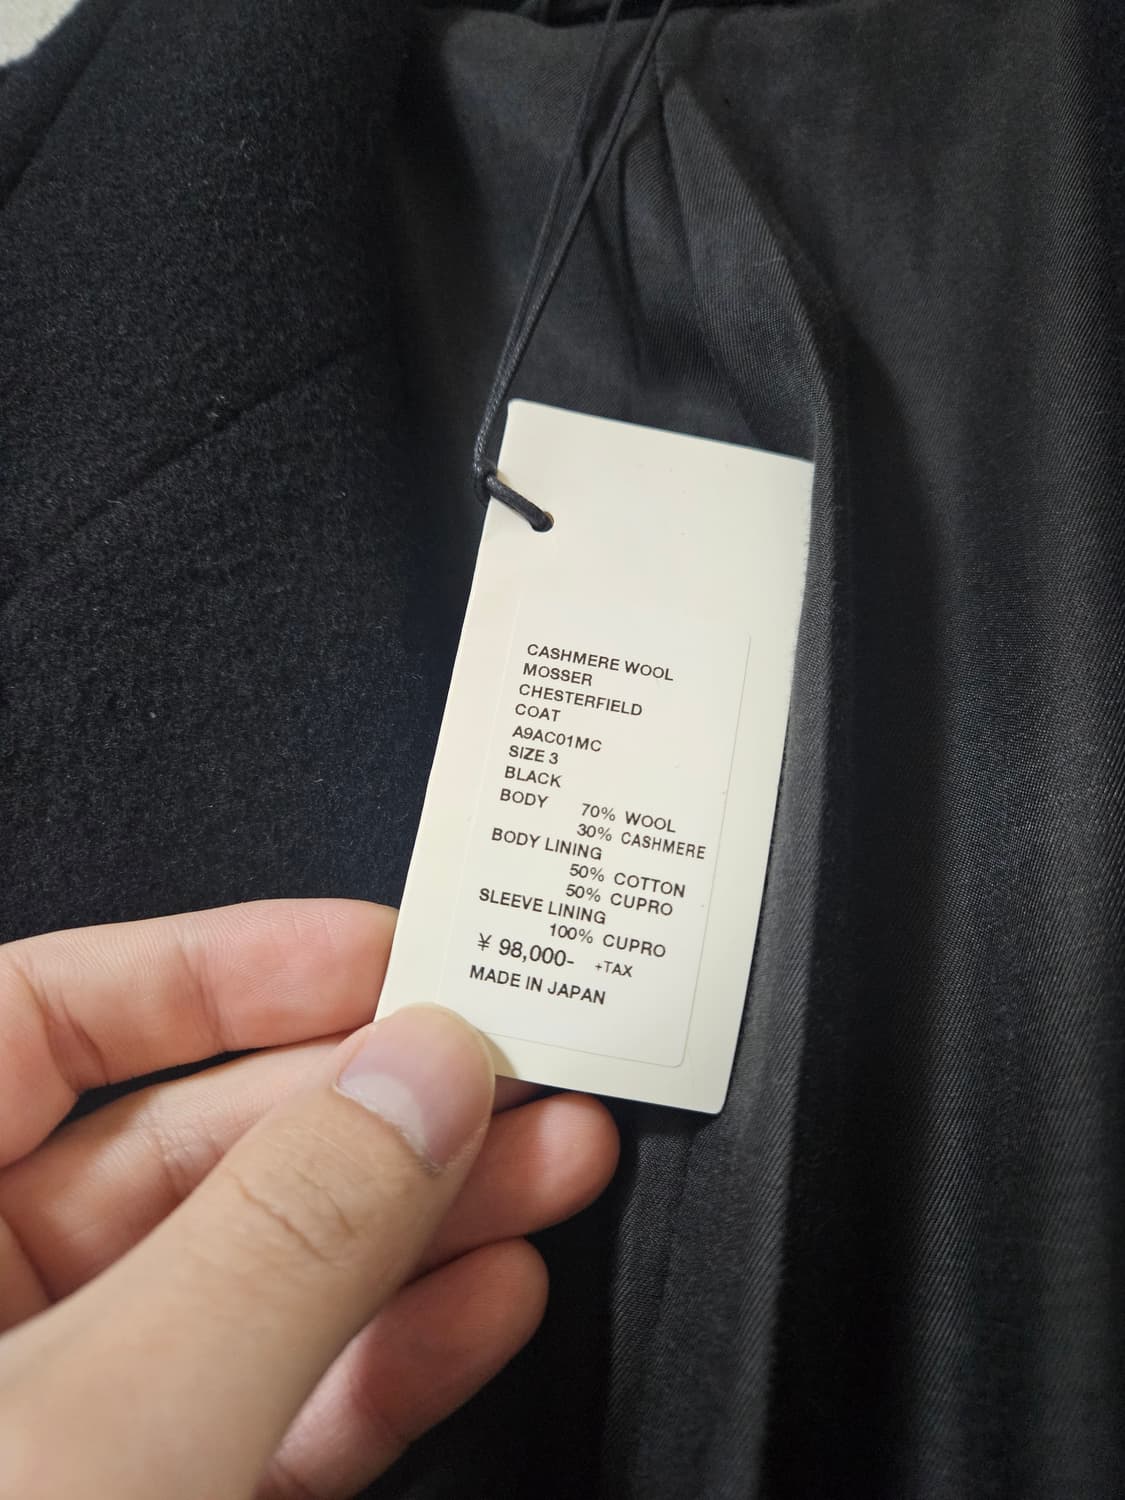 CASHMERE WOOL
MOSSER
CHESTERFIELD
COAT
A9AC01MC
SIZE 3
BLACK
BODY 70% WOOL
30% CASHMERE
BODY LINING
50% COTTON
50% CUPRO
SLEEVE LINING
100% CUPRO
¥ 98,000- +TAX
MADE IN JAPAN